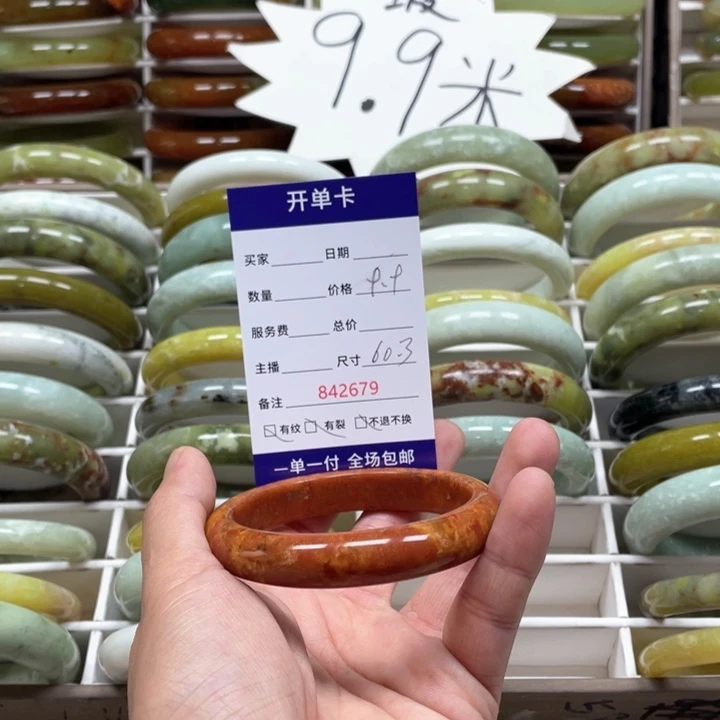 9.9米
开单卡
买家 日期
数量 价格 9.9
服务费 总价
主播 尺寸 60.3
备注 842679
有纹 有裂 不退不换
一单一付 全场包邮